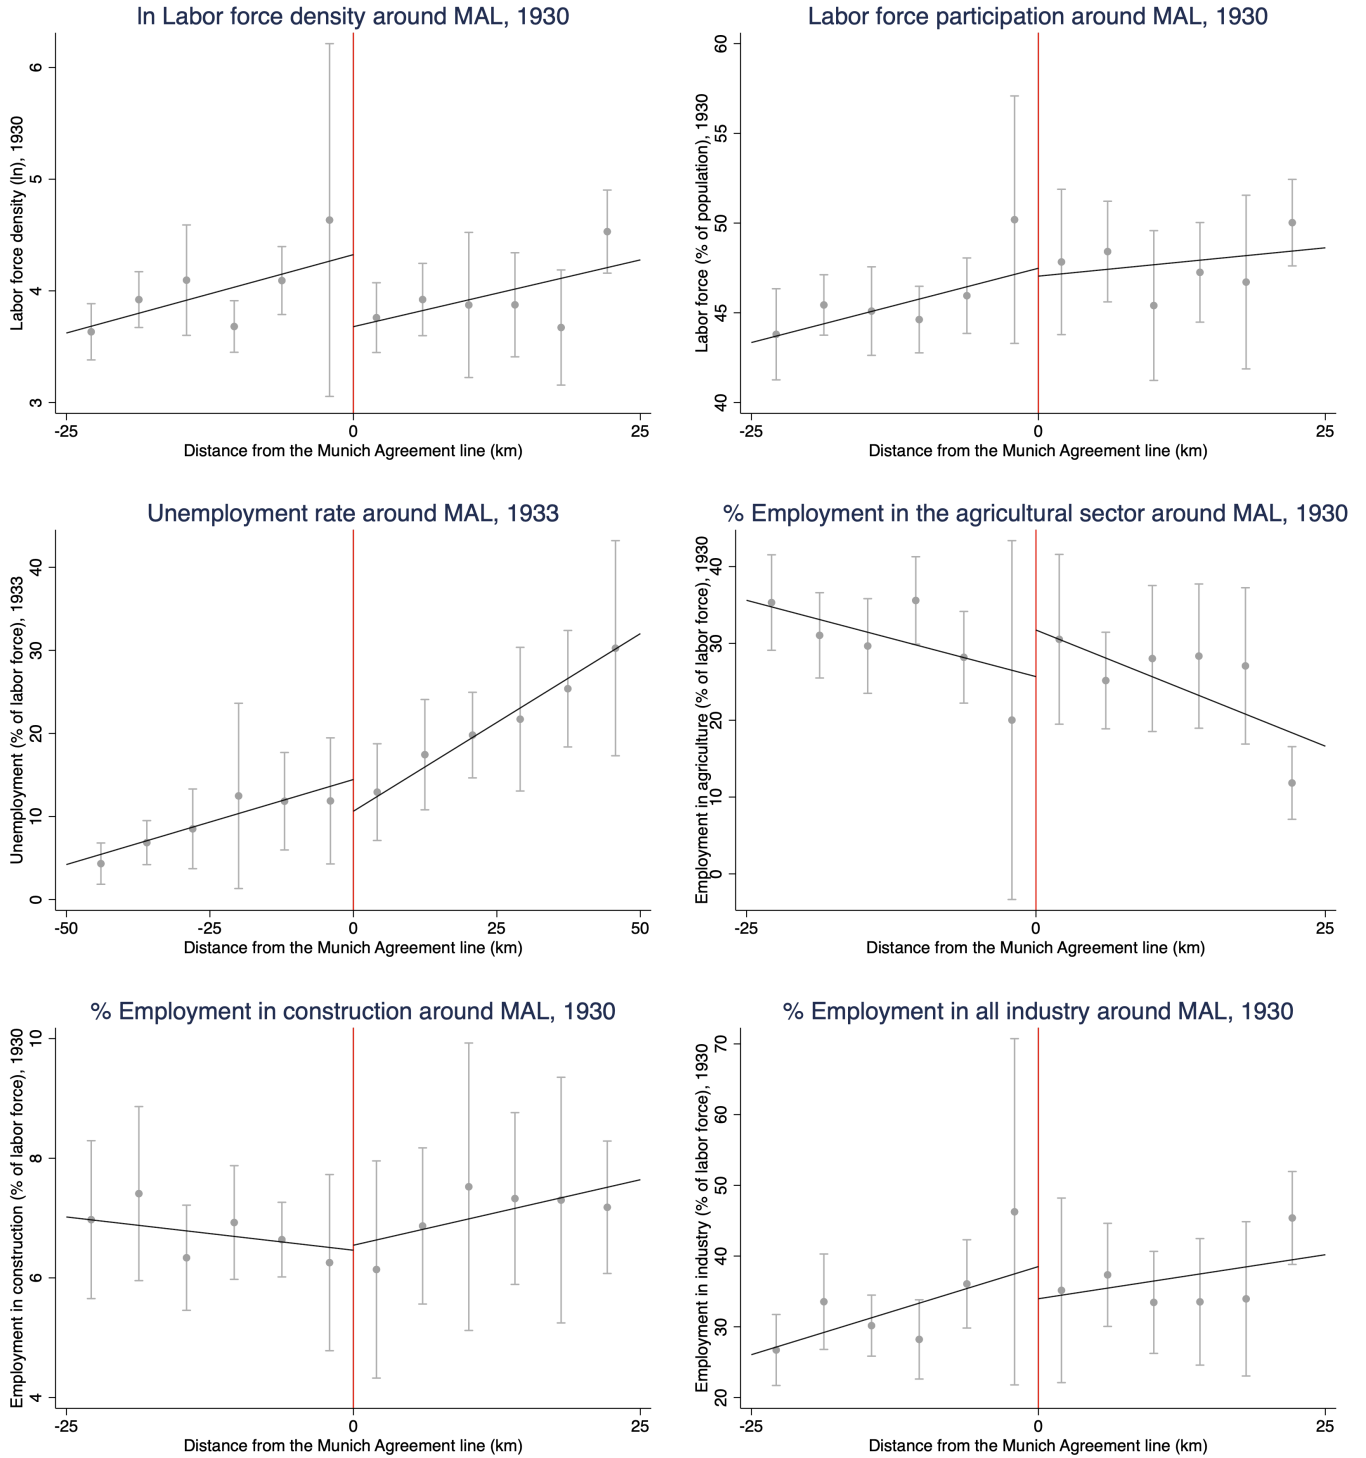 ln Labor force density around MAL, 1930
Labor force density (ln), 1930
6
5
4
3
-25 0 25
Distance from the Munich Agreement line (km)
Labor force participation around MAL, 1930
Labor force (% of population), 1930
60
55
50
45
40
-25 0 25
Distance from the Munich Agreement line (km)
Unemployment rate around MAL, 1933
Unemployment (% of labor force), 1933
40
30
20
10
0
-50 -25 0 25 50
Distance from the Munich Agreement line (km)
% Employment in the agricultural sector around MAL, 1930
Employment in agriculture (% of labor force), 1930
40
30
20
10
0
-25 0 25
Distance from the Munich Agreement line (km)
% Employment in construction around MAL, 1930
Employment in construction (% of labor force), 1930
10
8
6
4
-25 0 25
Distance from the Munich Agreement line (km)
% Employment in all industry around MAL, 1930
Employment in industry (% of labor force), 1930
70
60
50
40
30
20
-25 0 25
Distance from the Munich Agreement line (km)